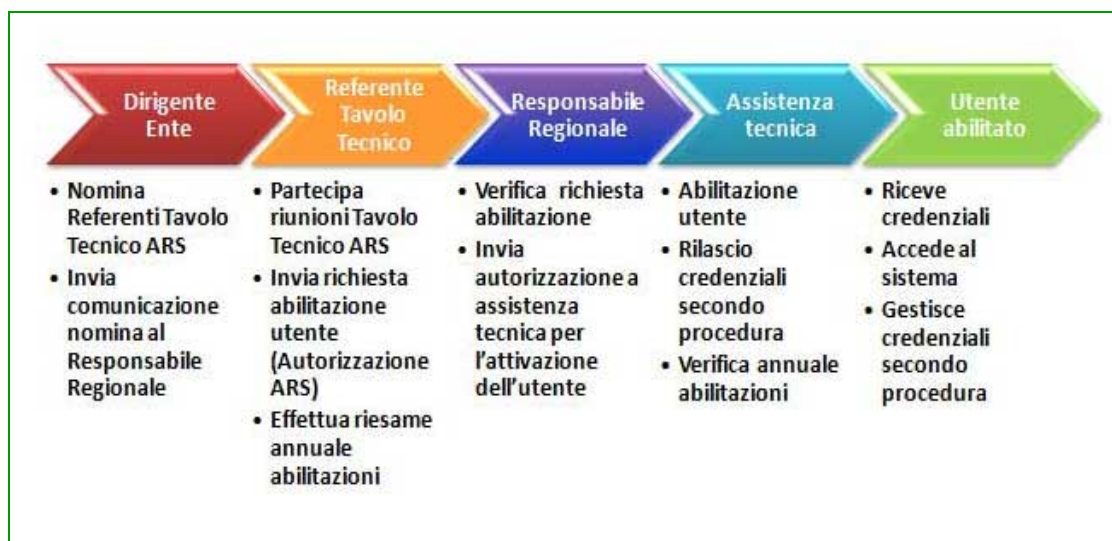 Dirigente
Ente
Referente
Tavolo
Tecnico
Responsabile
Regionale
Assistenza
tecnica
Utente
abilitato
• Nomina
Referenti Tavolo
Tecnico ARS
• Invia
comunicazione
nomina al
Responsabile
Regionale
• Partecipa
riunioni Tavolo
Tecnico ARS
• Invia richiesta
abilitazione
utente
(Autorizzazione
ARS)
• Effettua riesame
annuale
abilitazioni
• Verifica richiesta
abilitazione
• Invia
autorizzazione a
assistenza
tecnica per
l'attivazione
dell'utente
• Abilitazione
utente
• Rilascio
credenziali
secondo
procedura
• Verifica annuale
abilitazioni
• Riceve
credenziali
• Accede al
sistema
• Gestisce
credenziali
secondo
procedura